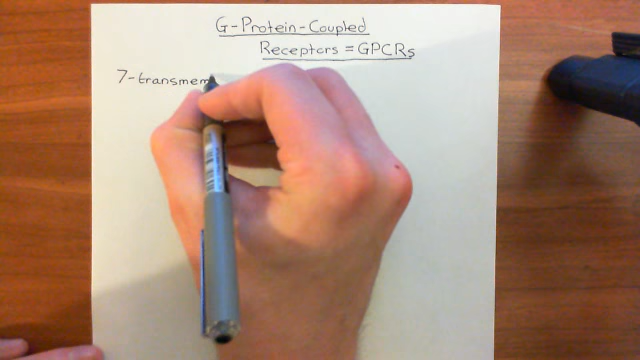 G-Protein-Coupled
Receptors = GPCRs
7-transmem